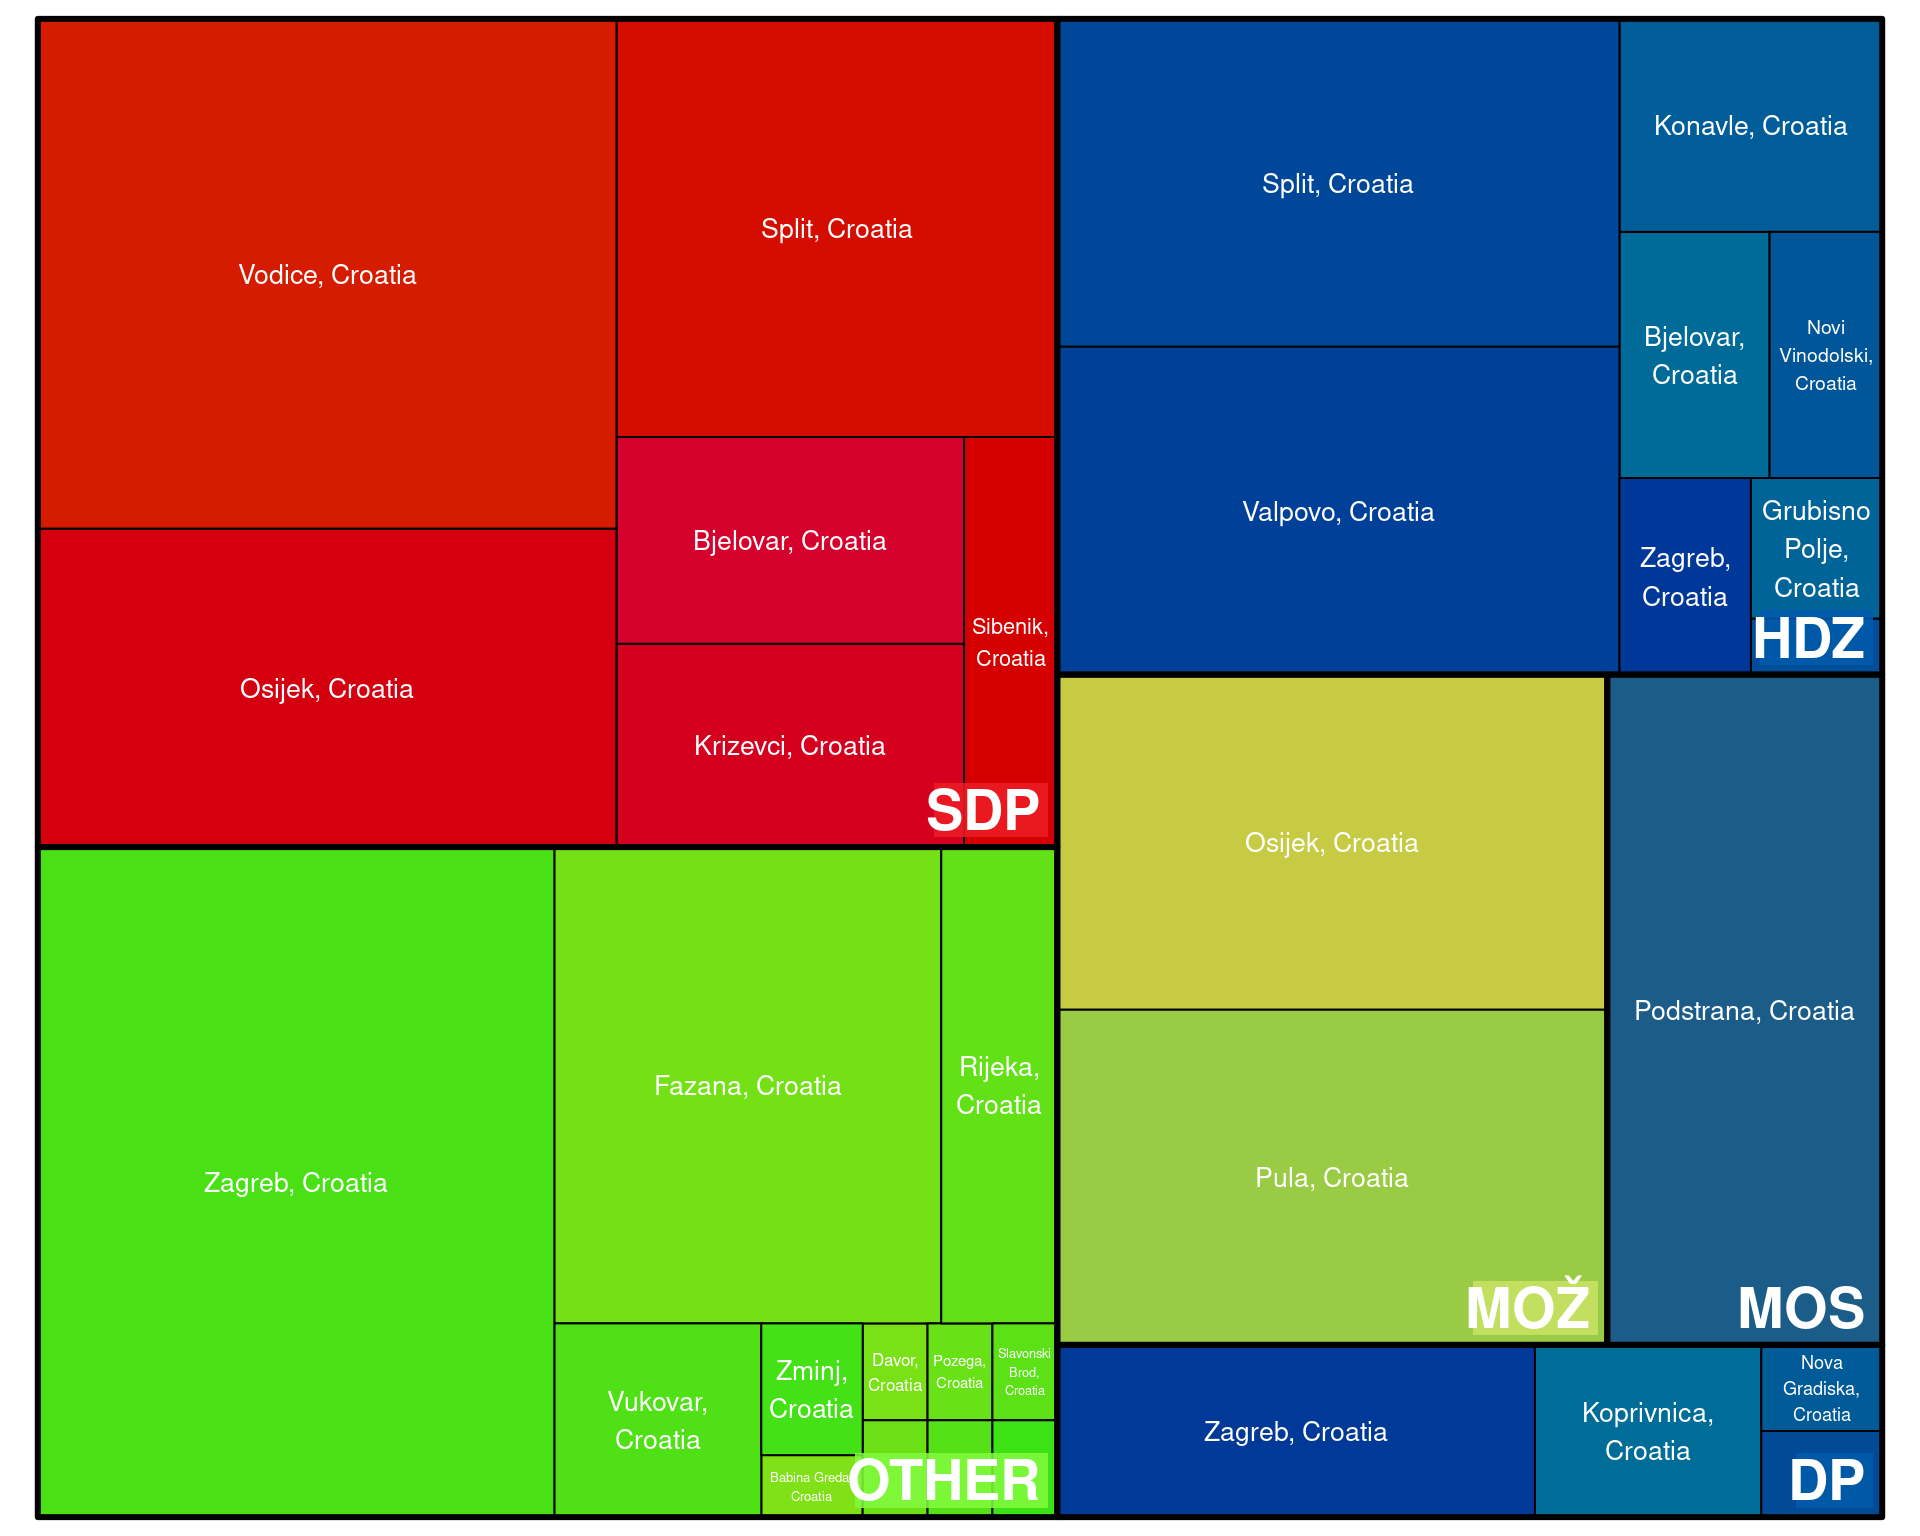 Vodice, Croatia
Split, Croatia
Osijek, Croatia
Bjelovar, Croatia
Krizevci, Croatia
Sibenik,
Croatia
SDP
Split, Croatia
Konavle, Croatia
Valpovo, Croatia
Bjelovar,
Croatia
Novi
Vinodolski,
Croatia
Zagreb,
Croatia
Grubisno
Polje,
Croatia
HDZ
Zagreb, Croatia
Fazana, Croatia
Rijeka,
Croatia
Vukovar,
Croatia
Zminj,
Croatia
Babina Greda,
Croatia
Davor,
Croatia
Pozega,
Croatia
Slavonski
Brod,
Croatia
OTHER
Osijek, Croatia
Pula, Croatia
MOŽ
Podstrana, Croatia
MOS
Zagreb, Croatia
Koprivnica,
Croatia
Nova
Gradiska,
Croatia
DP